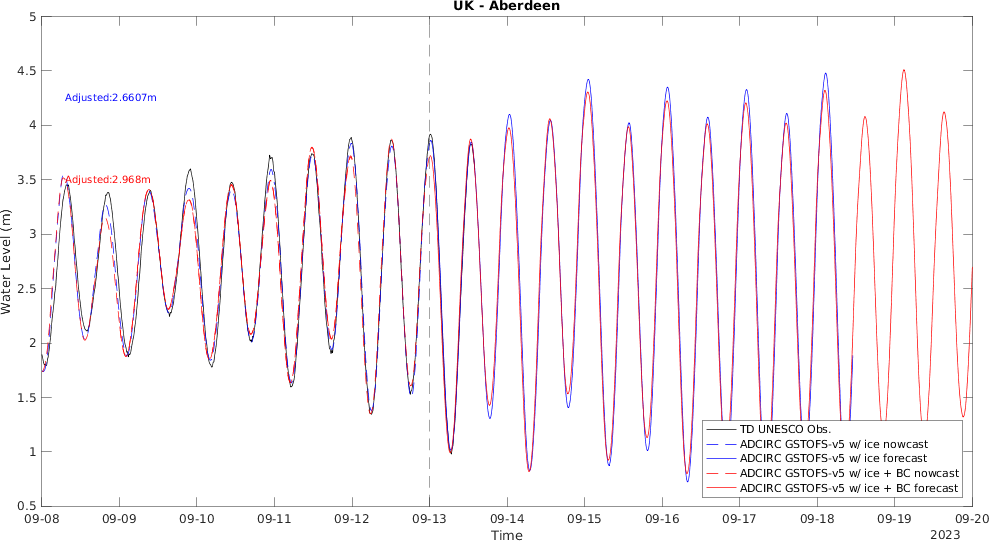 UK - Aberdeen
5
4.5
4
3.5
3
2.5
2
1.5
1
0.5
Water Level (m)
Adjusted:2.6607m
Adjusted:2.968m
TD UNESCO Obs.
ADCIRC GSTOFS-v5 w/ ice nowcast
ADCIRC GSTOFS-v5 w/ ice forecast
ADCIRC GSTOFS-v5 w/ ice + BC nowcast
ADCIRC GSTOFS-v5 w/ ice + BC forecast
09-08 09-09 09-10 09-11 09-12 09-13 09-14 09-15 09-16 09-17 09-18 09-19 09-20
Time
2023